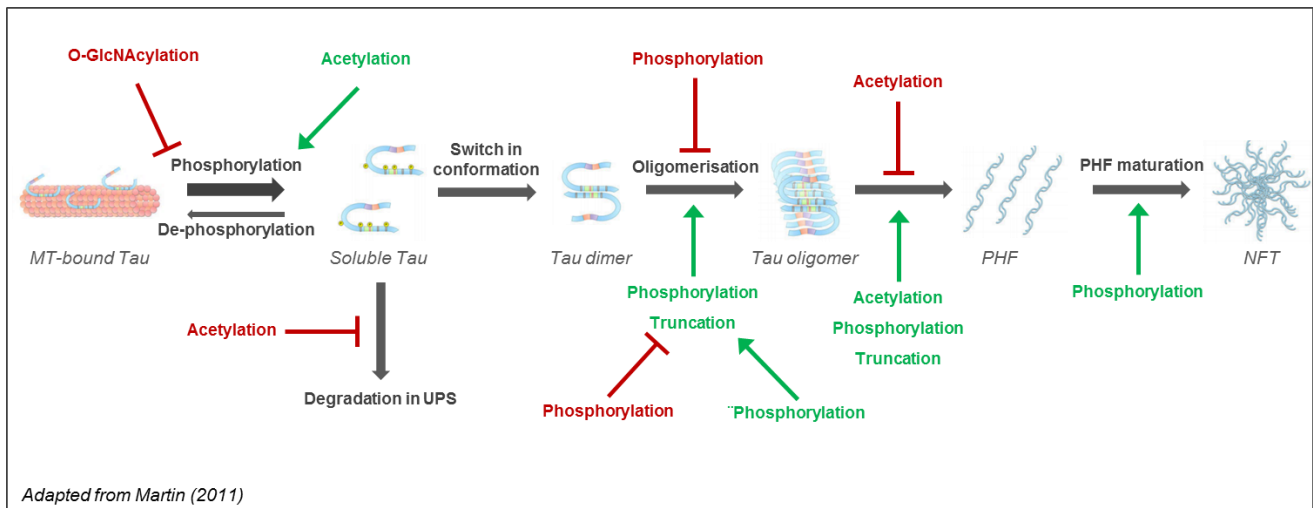 O-GlcNAcylation
Acetylation
Phosphorylation
Acetylation
Phosphorylation
De-phosphorylation
Switch in
conformation
Oligomerisation
PHF maturation
MT-bound Tau
Soluble Tau
Tau dimer
Tau oligomer
PHF
NFT
Acetylation
Degradation in UPS
Phosphorylation
Truncation
Phosphorylation
¨Phosphorylation
Acetylation
Phosphorylation
Truncation
Phosphorylation
Adapted from Martin (2011)